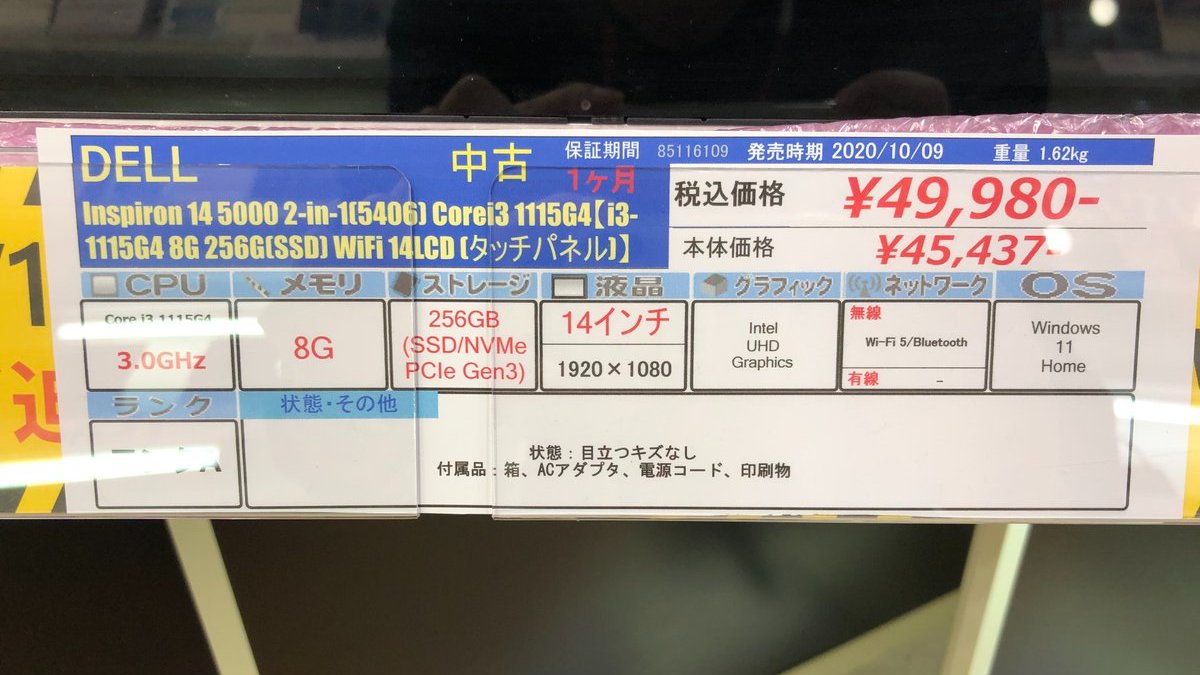 DELL 中古 保証期間 85116109 発売時期 2020/10/09 重量 1.62kg
1ヶ月
Inspiron 14 5000 2-in-1(5406) Corei3 1115G4【i3-
1115G4 8G 256G(SSD) WiFi 14LCD (タッチパネル)】
税込価格 ¥49,980-
本体価格 ¥45,437-
CPU メモリ ストレージ 液晶 グラフィック ネットワーク OS
Core i3 1115G4
3.0GHz
8G
256GB
(SSD/NVMe
PCIe Gen3)
14インチ
1920×1080
Intel
UHD
Graphics
無線
Wi-Fi 5/Bluetooth
有線 -
Windows
11
Home
ランク 状態・その他
状態：目立つキズなし
付属品：箱、ACアダプタ、電源コード、印刷物